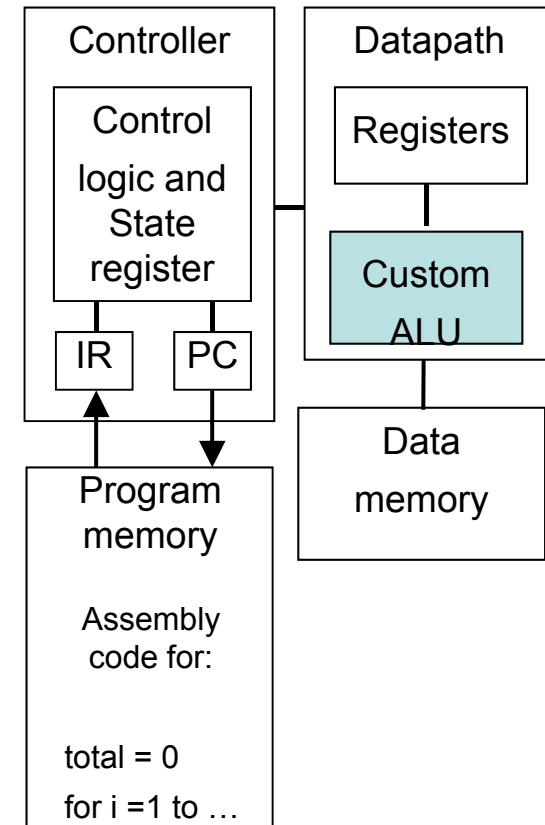 Controller
Control
logic and
State
register
IR
PC
Datapath
Registers
Custom
ALU
Data
memory
Program
memory
Assembly
code for:
total = 0
for i =1 to …